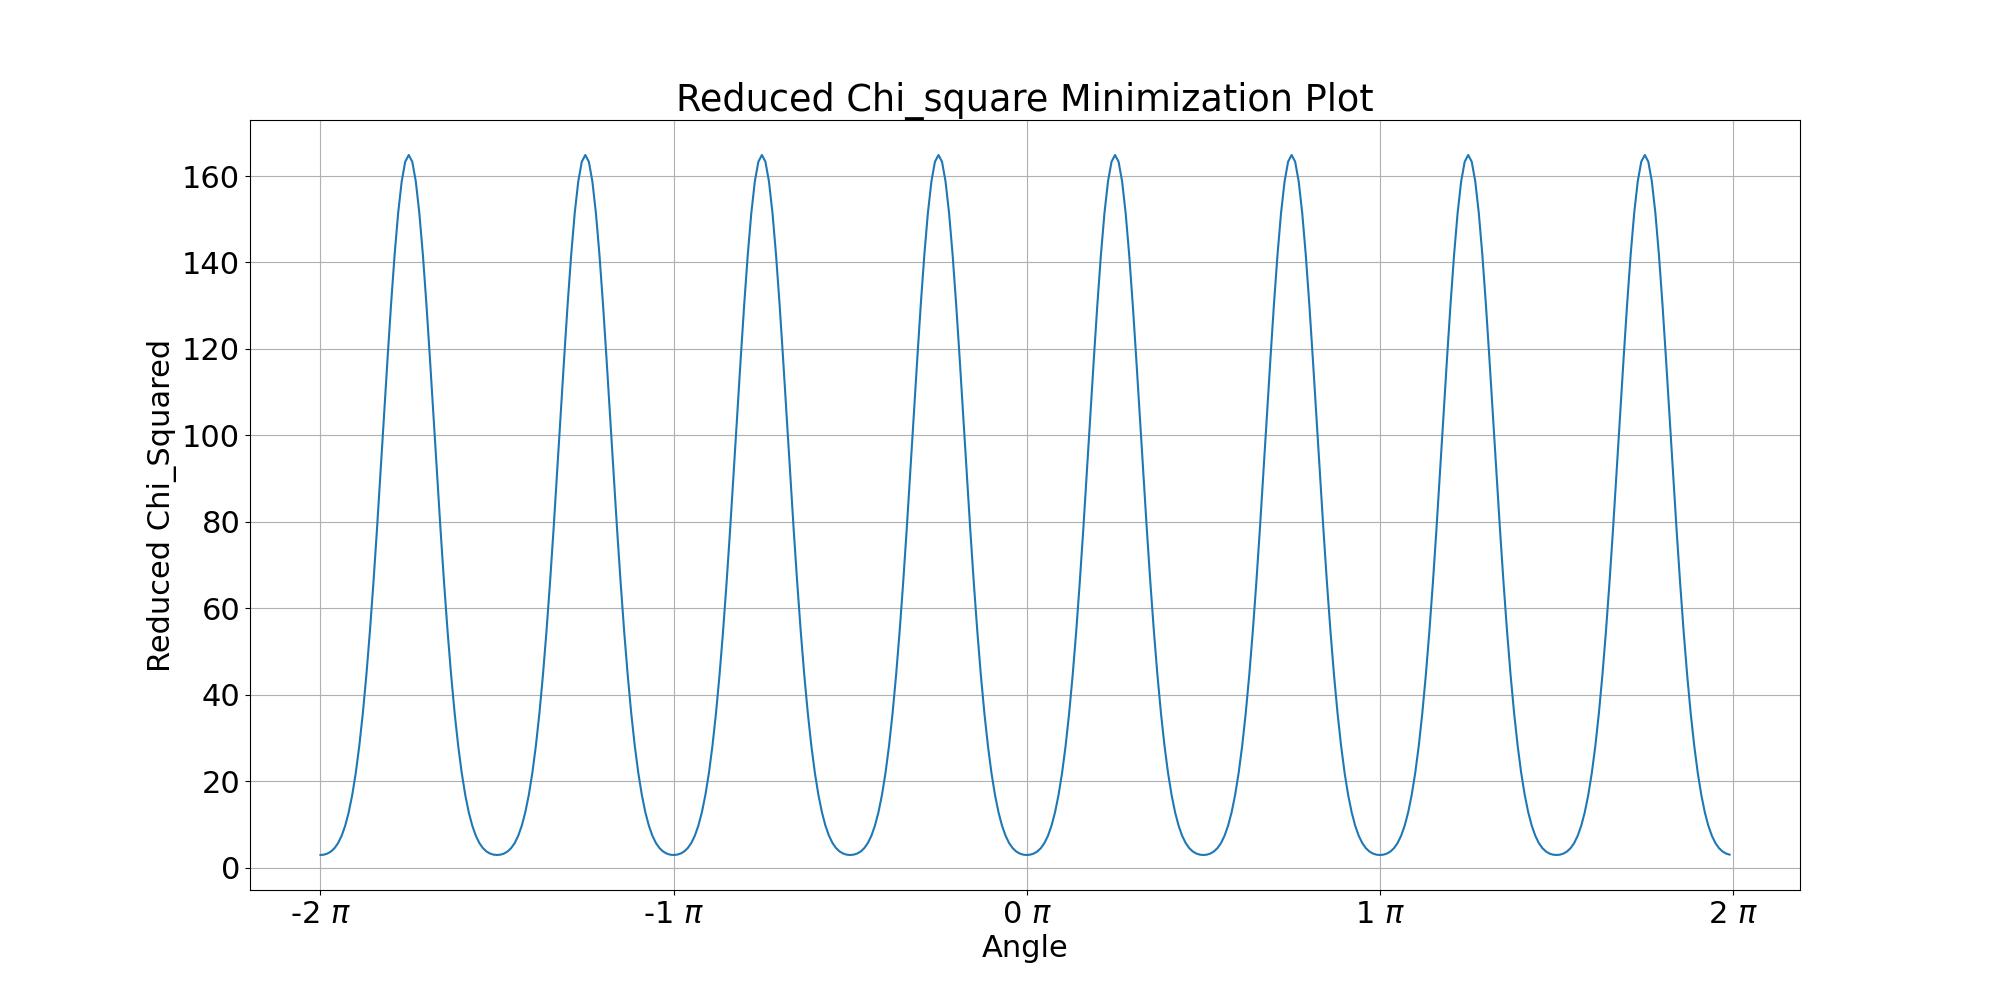 Reduced Chi_square Minimization Plot
160
140
120
100
80
60
40
20
0
Reduced Chi_Squared
-2 π
-1 π
0 π
1 π
2 π
Angle